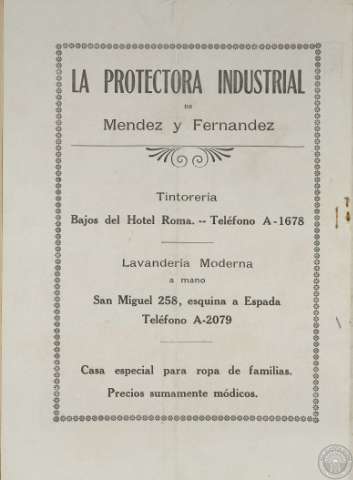 LA PROTECTORA INDUSTRIAL
DE
Mendez y Fernandez
Tintorería
Bajos del Hotel Roma. -- Teléfono A-1678
Lavandería Moderna
a mano
San Miguel 258, esquina a Espada
Teléfono A-2079
Casa especial para ropa de familias.
Precios sumamente módicos.